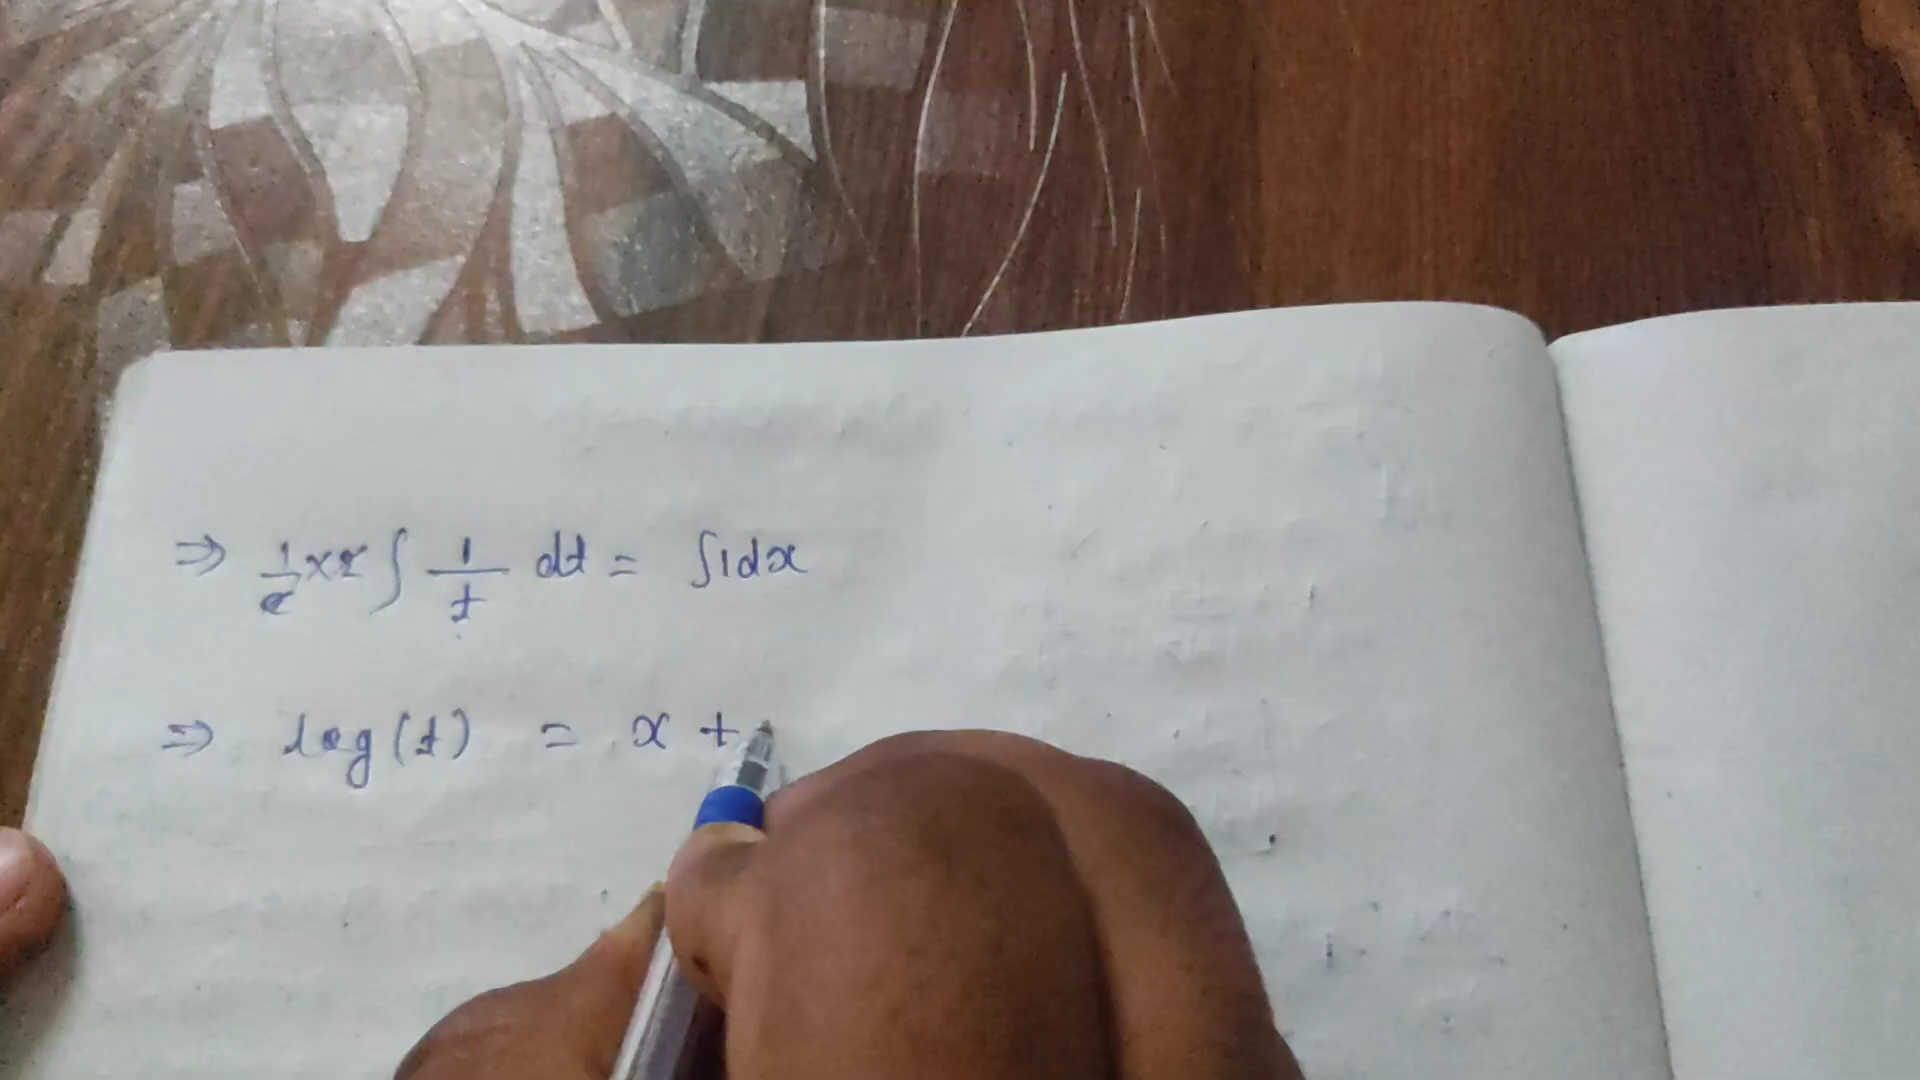 ⇒ 1/2 x 2 ∫ 1/t dt = ∫1dx
⇒ log(t) = x +